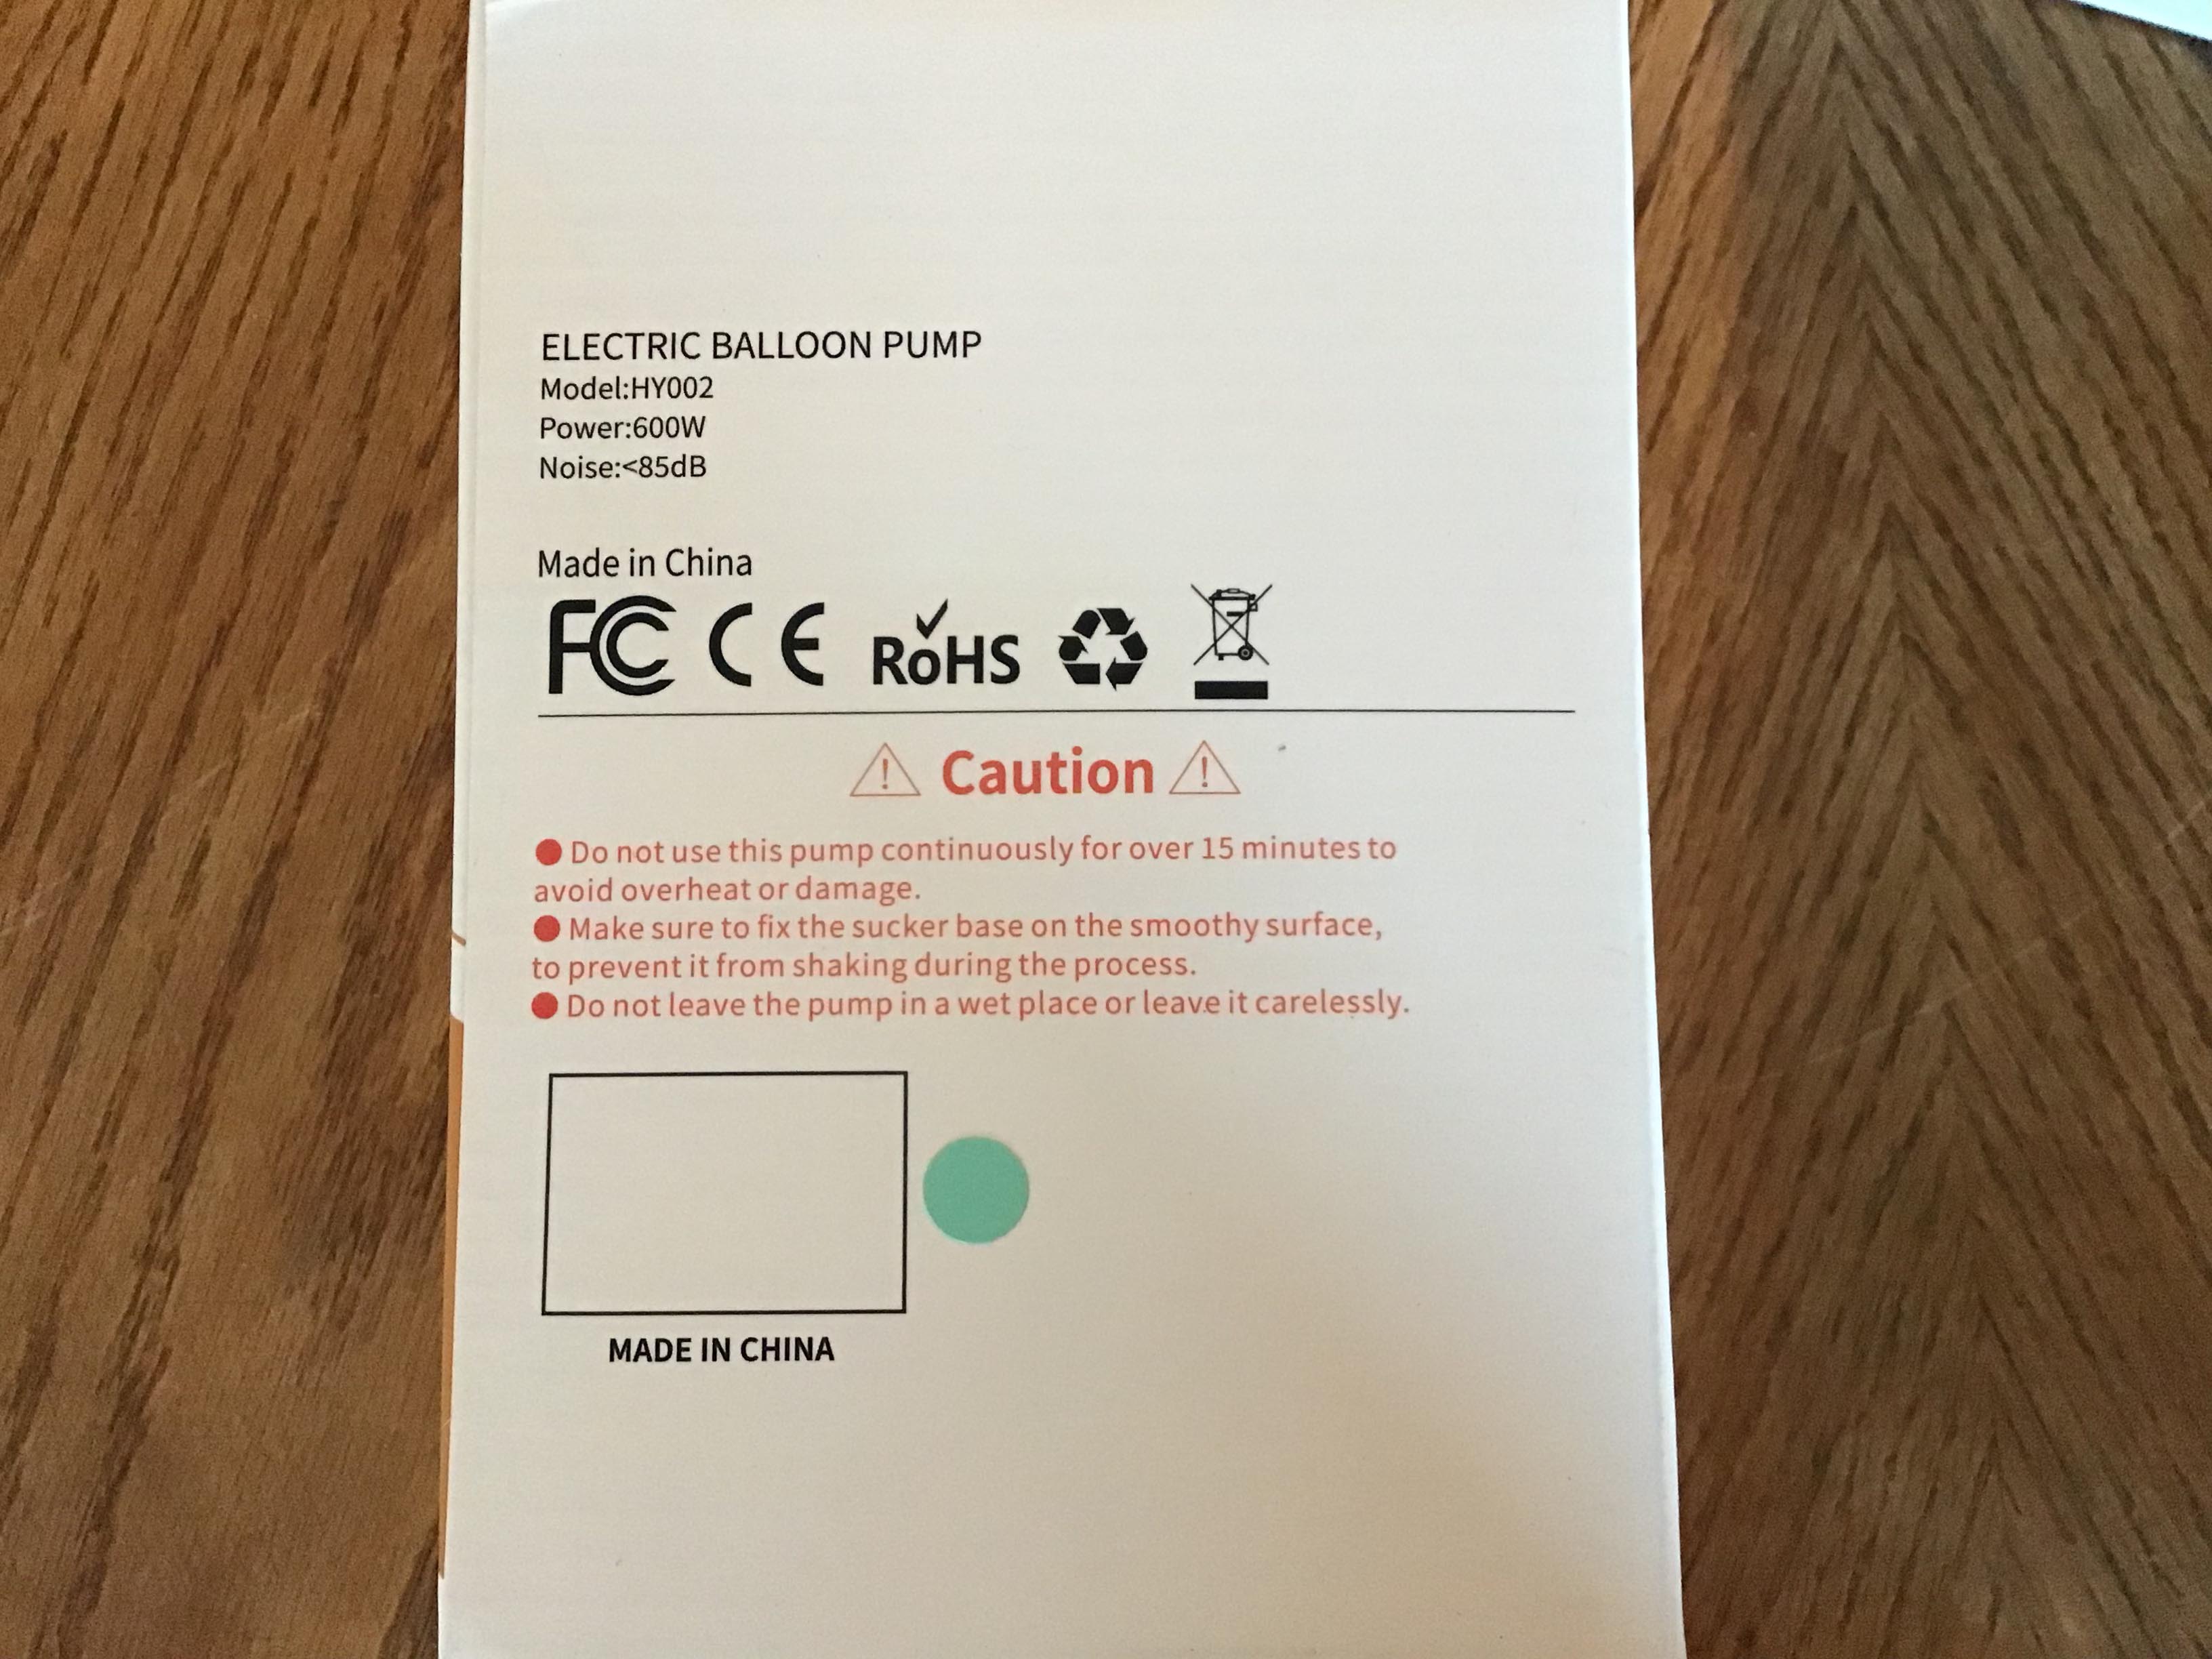 ELECTRIC BALLOON PUMP
Model:HY002
Power:600W
Noise:<85dB
Made in China
FC CE RoHS
Caution
Do not use this pump continuously for over 15 minutes to
avoid overheat or damage.
Make sure to fix the sucker base on the smoothy surface,
to prevent it from shaking during the process.
Do not leave the pump in a wet place or leave it carelessly.
MADE IN CHINA